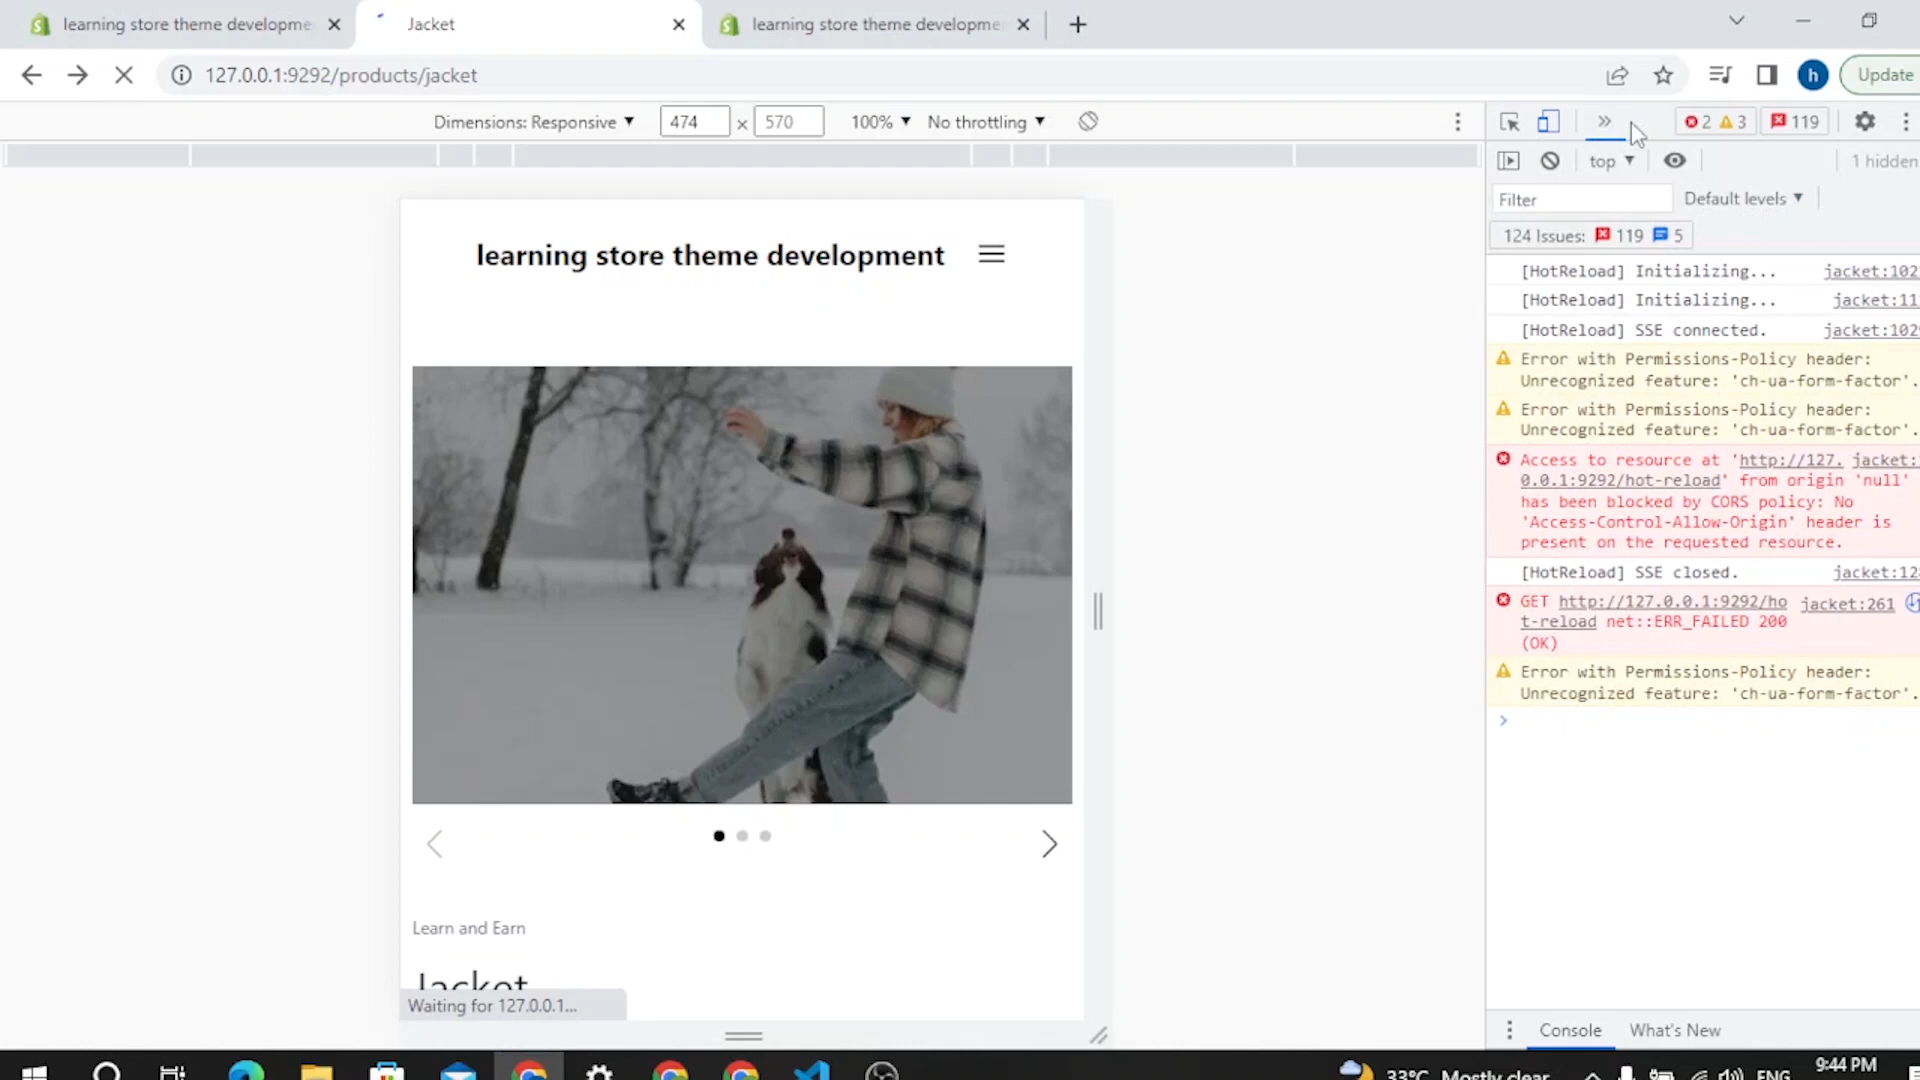 learning store theme developme
Jacket
learning store theme developme
127.0.0.1:9292/products/jacket
h
Update
Dimensions: Responsive
474 × 570
100%
No throttling
2 3
119
top
1 hidden
Filter
Default levels
124 Issues: 119 5
[HotReload] Initializing... jacket:102
[HotReload] Initializing... jacket:11
[HotReload] SSE connected. jacket:102
Error with Permissions-Policy header:
Unrecognized feature: 'ch-ua-form-factor'.
Error with Permissions-Policy header:
Unrecognized feature: 'ch-ua-form-factor'.
Access to resource at 'http://127. jacket:
0.0.1:9292/hot-reload' from origin 'null'
has been blocked by CORS policy: No
'Access-Control-Allow-Origin' header is
present on the requested resource.
[HotReload] SSE closed. jacket:12
GET http://127.0.0.1:9292/ho jacket:261
t-reload net::ERR_FAILED 200
(OK)
Error with Permissions-Policy header:
Unrecognized feature: 'ch-ua-form-factor'.
learning store theme development
Learn and Earn
Jacket
Waiting for 127.0.0.1...
Console
What's New
33°C Mostly clear
ENG
9:44 PM